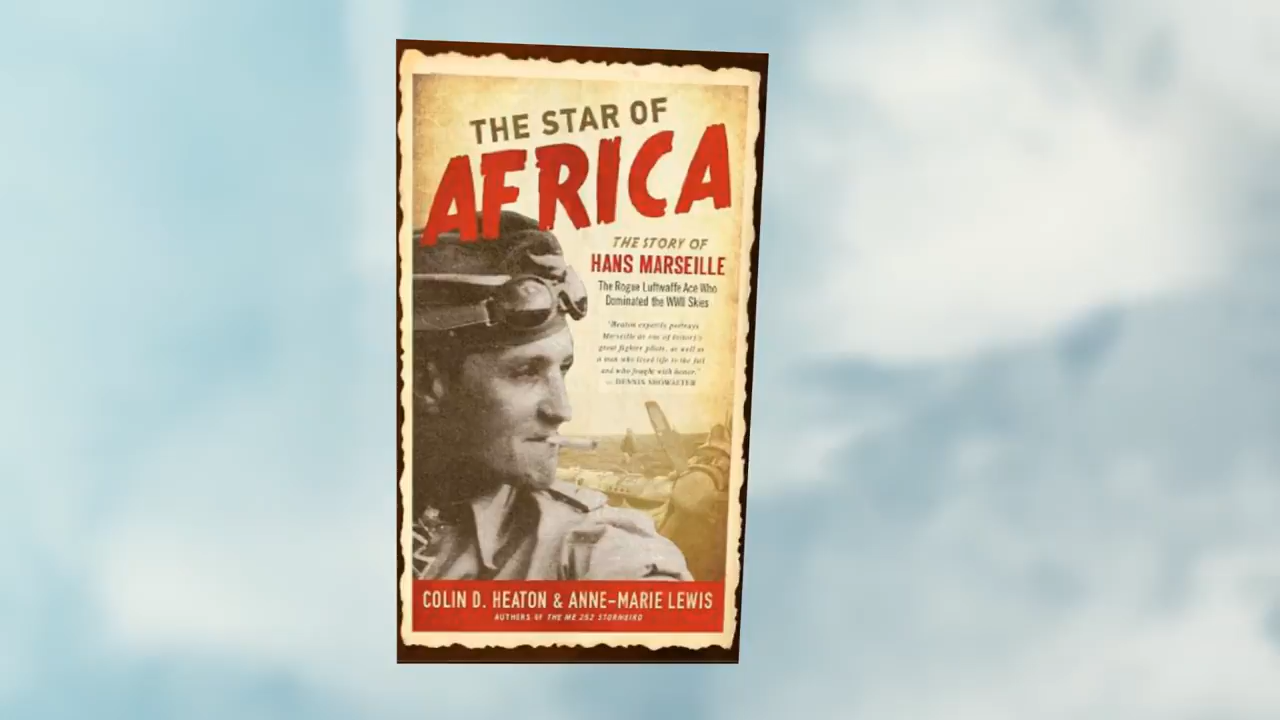 THE STAR OF
AFRICA
THE STORY OF
HANS MARSEILLE
The Rogue Luftwaffe Ace Who
Dominated the WWII Skies
"Heaton expertly portrays
Marseille as one of history's
great fighter pilots, as well as
a man who lived life to the full
and who fought with honor."
— DENNIS SHOWALTER
COLIN D. HEATON & ANNE-MARIE LEWIS
AUTHORS OF THE ME 262 STORMBIRD